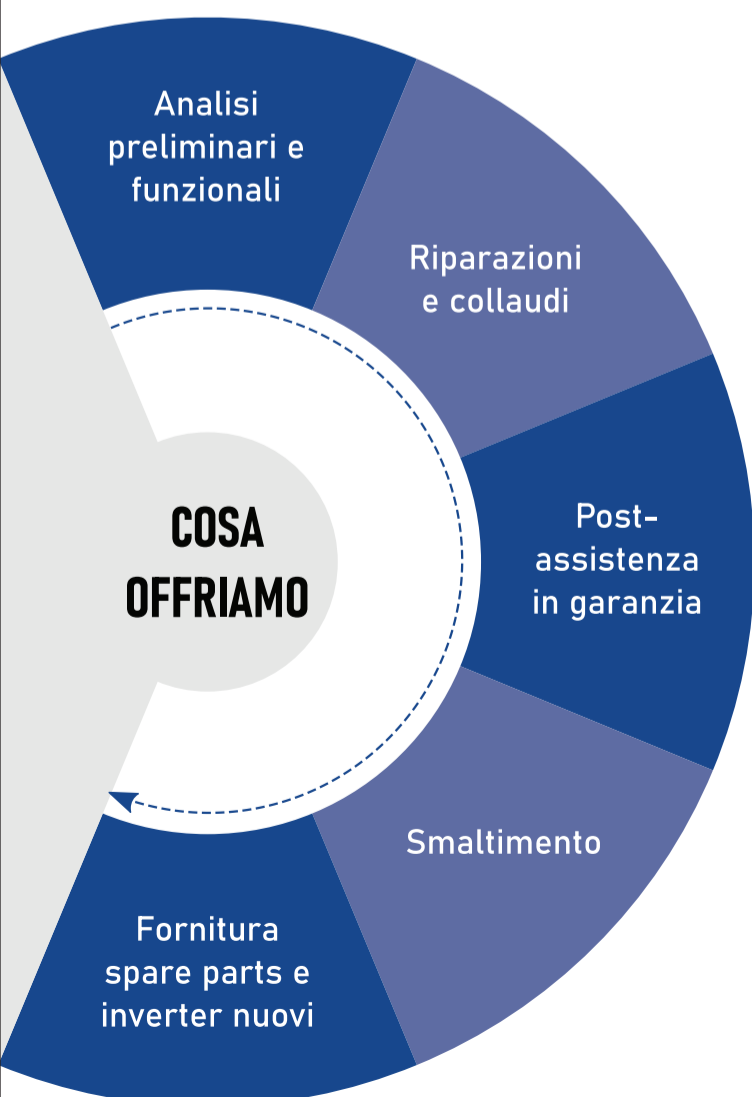 Analisi
preliminari e
funzionali
Riparazioni
e collaudi
Post-
assistenza
in garanzia
COSA
OFFRIAMO
Smaltimento
Fornitura
spare parts e
inverter nuovi